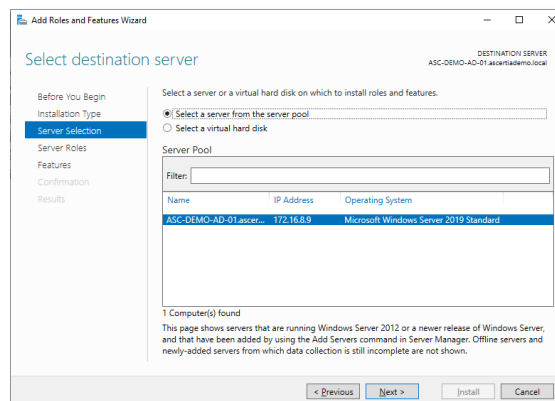 Add Roles and Features Wizard
Select destination server
DESTINATION SERVER
ASC-DEMO-AD-01.ascertiademo.local
Before You Begin
Installation Type
Server Selection
Server Roles
Features
Confirmation
Results
Select a server or a virtual hard disk on which to install roles and features.
Select a server from the server pool
Select a virtual hard disk
Server Pool
Filter:
Name IP Address Operating System
ASC-DEMO-AD-01.ascer... 172.16.8.9 Microsoft Windows Server 2019 Standard
1 Computer(s) found
This page shows servers that are running Windows Server 2012 or a newer release of Windows Server,
and that have been added by using the Add Servers command in Server Manager. Offline servers and
newly-added servers from which data collection is still incomplete are not shown.
< Previous Next > Install Cancel